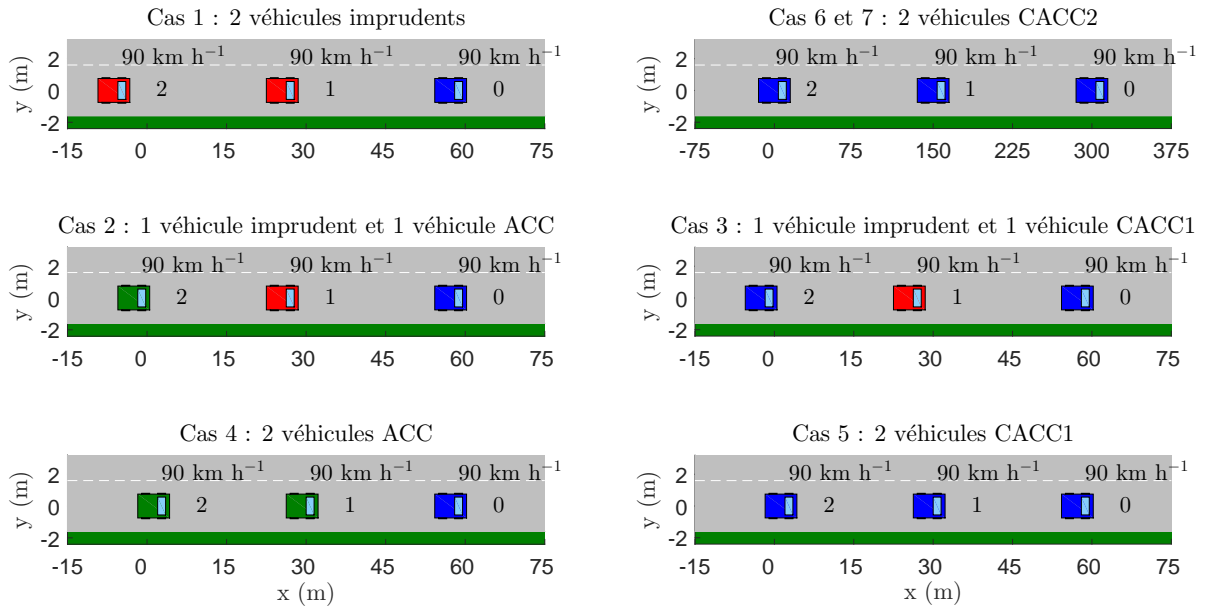 Cas 1 : 2 véhicules imprudents
90 km h⁻¹ 90 km h⁻¹ 90 km h⁻¹
y (m)
2
0
-2
2 1 0
-15 0 15 30 45 60 75
Cas 6 et 7 : 2 véhicules CACC2
90 km h⁻¹ 90 km h⁻¹ 90 km h⁻¹
y (m)
2
0
-2
2 1 0
-75 0 75 150 225 300 375
Cas 2 : 1 véhicule imprudent et 1 véhicule ACC
90 km h⁻¹ 90 km h⁻¹ 90 km h⁻¹
y (m)
2
0
-2
2 1 0
-15 0 15 30 45 60 75
Cas 3 : 1 véhicule imprudent et 1 véhicule CACC1
90 km h⁻¹ 90 km h⁻¹ 90 km h⁻¹
y (m)
2
0
-2
2 1 0
-15 0 15 30 45 60 75
Cas 4 : 2 véhicules ACC
90 km h⁻¹ 90 km h⁻¹ 90 km h⁻¹
y (m)
2
0
-2
2 1 0
-15 0 15 30 45 60 75
x (m)
Cas 5 : 2 véhicules CACC1
90 km h⁻¹ 90 km h⁻¹ 90 km h⁻¹
y (m)
2
0
-2
2 1 0
-15 0 15 30 45 60 75
x (m)